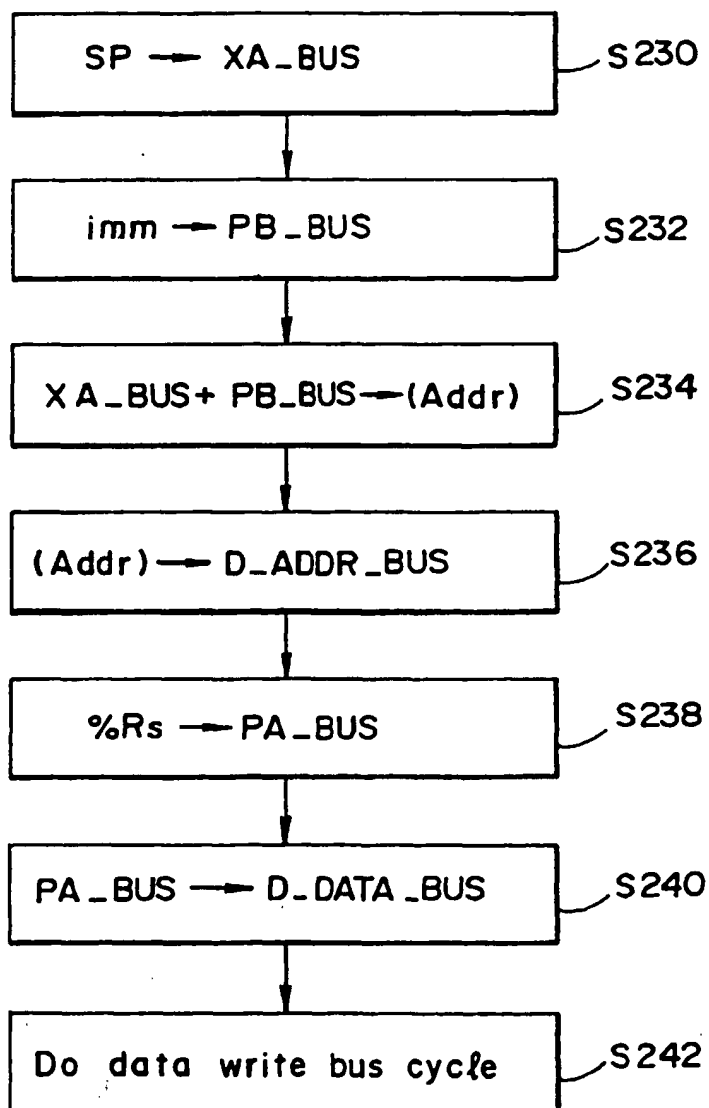 SP → XA_BUS S230
imm → PB_BUS S232
XA_BUS + PB_BUS → (Addr) S234
(Addr) → D_ADDR_BUS S236
%Rs → PA_BUS S238
PA_BUS → D_DATA_BUS S240
Do data write bus cycle S242